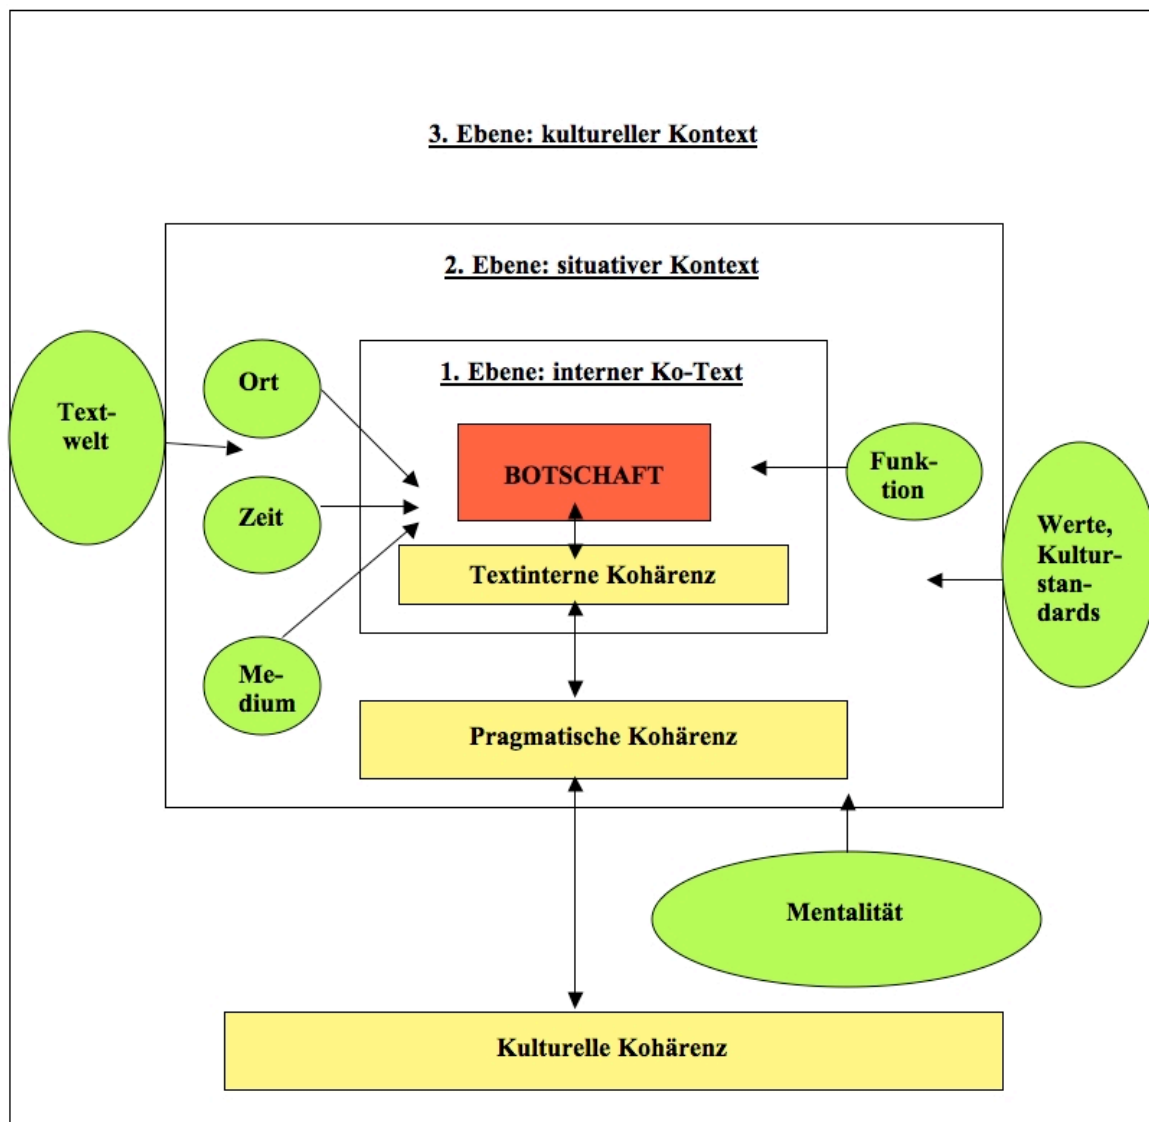 3. Ebene: kultureller Kontext
2. Ebene: situativer Kontext
1. Ebene: interner Ko-Text
Ort
Text-
welt
BOTSCHAFT
Funk-
tion
Zeit
Werte,
Kultur-
stan-
dards
Textinterne Kohärenz
Me-
dium
Pragmatische Kohärenz
Mentalität
Kulturelle Kohärenz